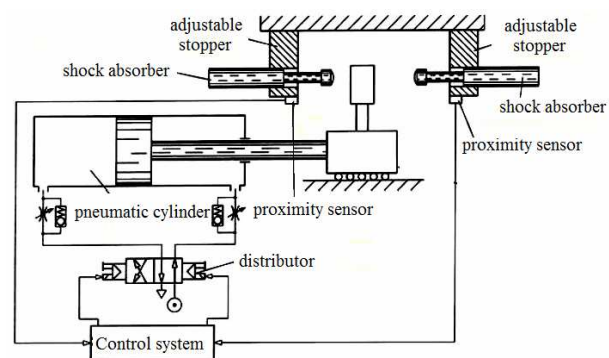 adjustable
stopper
adjustable
stopper
shock absorber
shock absorber
proximity sensor
pneumatic cylinder
proximity sensor
distributor
Control system